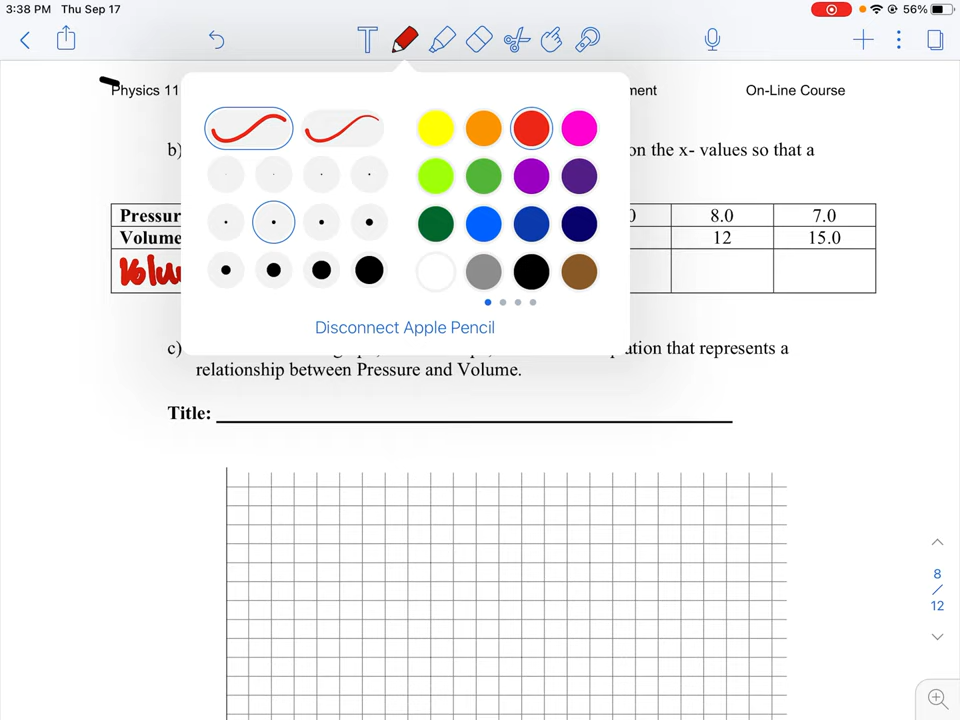 3:38 PM Thu Sep 17 56%
T
Physics 11 ment On-Line Course
b) on the x- values so that a
Pressur 0 8.0 7.0
Volume 12 15.0
c) ation that represents a
relationship between Pressure and Volume.
Title:
Disconnect Apple Pencil
8
/
12